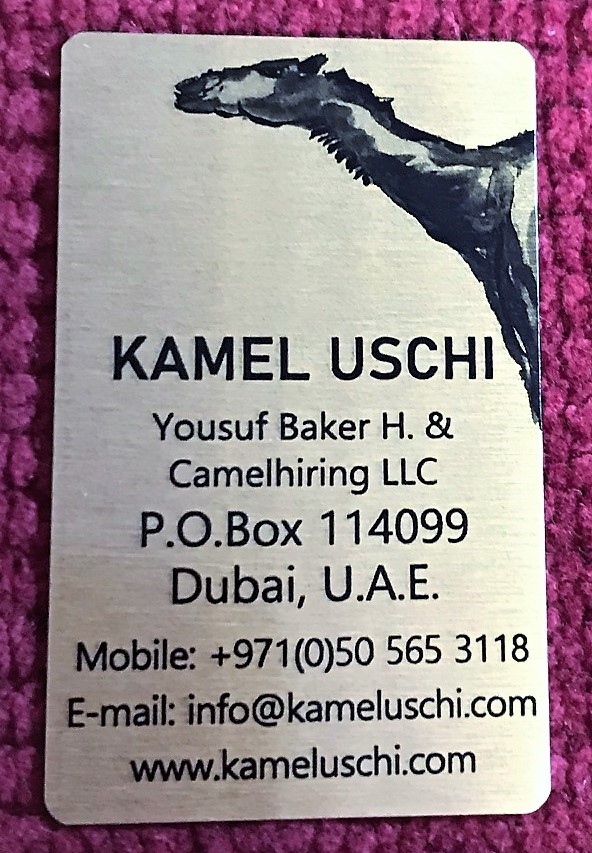 KAMEL USCHI
Yousuf Baker H. &
Camelhiring LLC
P.O.Box 114099
Dubai, U.A.E.
Mobile: +971(0)50 565 3118
E-mail: info@kameluschi.com
www.kameluschi.com